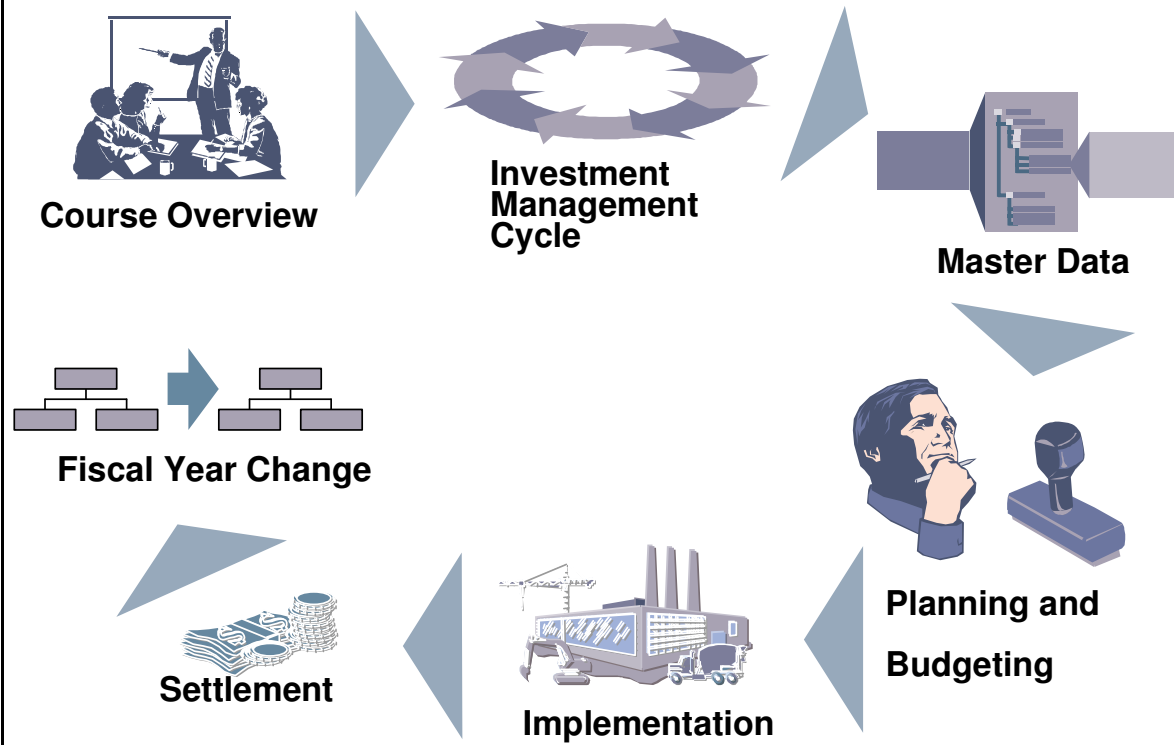 Course Overview
Investment
Management
Cycle
Master Data
Planning and
Budgeting
Implementation
Settlement
Fiscal Year Change